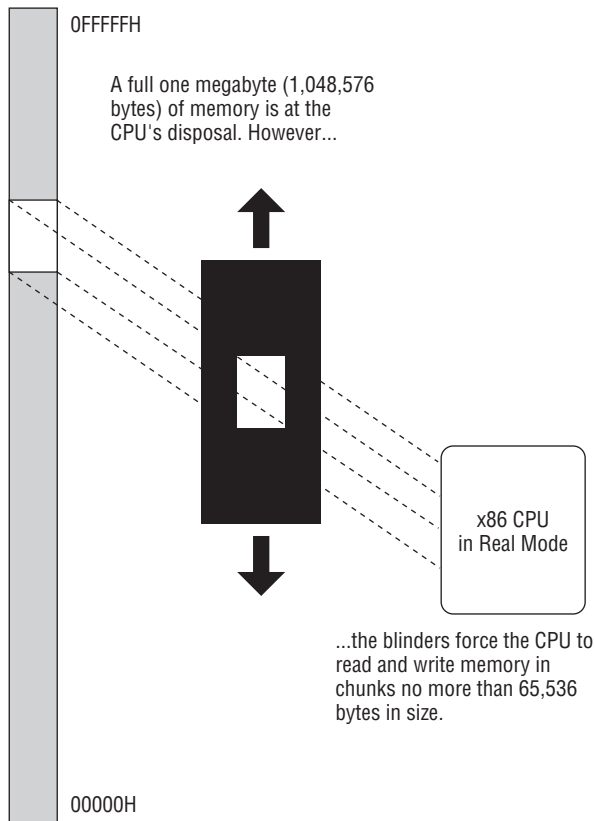 0FFFFFH
A full one megabyte (1,048,576
bytes) of memory is at the
CPU's disposal. However...
x86 CPU
in Real Mode
...the blinders force the CPU to
read and write memory in
chunks no more than 65,536
bytes in size.
00000H